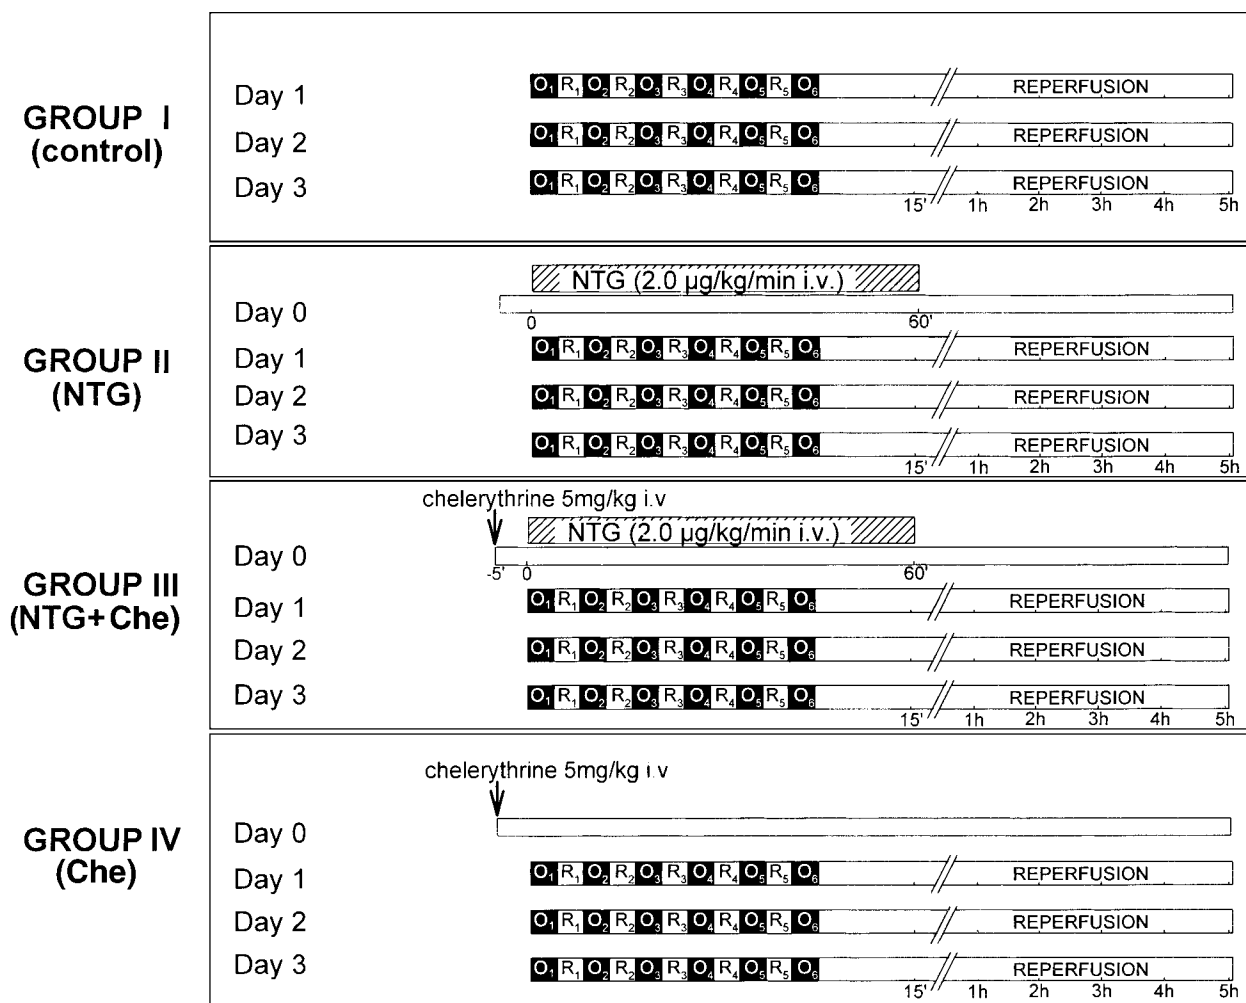 GROUP I
(control)
Day 1
O1 R1 O2 R2 O3 R3 O4 R4 O5 R5 O6 REPERFUSION
Day 2
O1 R1 O2 R2 O3 R3 O4 R4 O5 R5 O6 REPERFUSION
Day 3
O1 R1 O2 R2 O3 R3 O4 R4 O5 R5 O6 REPERFUSION
15' 1h 2h 3h 4h 5h
GROUP II
(NTG)
NTG (2.0 µg/kg/min i.v.)
Day 0
0 60'
Day 1
O1 R1 O2 R2 O3 R3 O4 R4 O5 R5 O6 REPERFUSION
Day 2
O1 R1 O2 R2 O3 R3 O4 R4 O5 R5 O6 REPERFUSION
Day 3
O1 R1 O2 R2 O3 R3 O4 R4 O5 R5 O6 REPERFUSION
15' 1h 2h 3h 4h 5h
GROUP III
(NTG+Che)
chelerythrine 5mg/kg i.v
NTG (2.0 µg/kg/min i.v.)
Day 0
-5' 0 60'
Day 1
O1 R1 O2 R2 O3 R3 O4 R4 O5 R5 O6 REPERFUSION
Day 2
O1 R1 O2 R2 O3 R3 O4 R4 O5 R5 O6 REPERFUSION
Day 3
O1 R1 O2 R2 O3 R3 O4 R4 O5 R5 O6 REPERFUSION
15' 1h 2h 3h 4h 5h
GROUP IV
(Che)
chelerythrine 5mg/kg i.v
Day 0
Day 1
O1 R1 O2 R2 O3 R3 O4 R4 O5 R5 O6 REPERFUSION
Day 2
O1 R1 O2 R2 O3 R3 O4 R4 O5 R5 O6 REPERFUSION
Day 3
O1 R1 O2 R2 O3 R3 O4 R4 O5 R5 O6 REPERFUSION
15' 1h 2h 3h 4h 5h